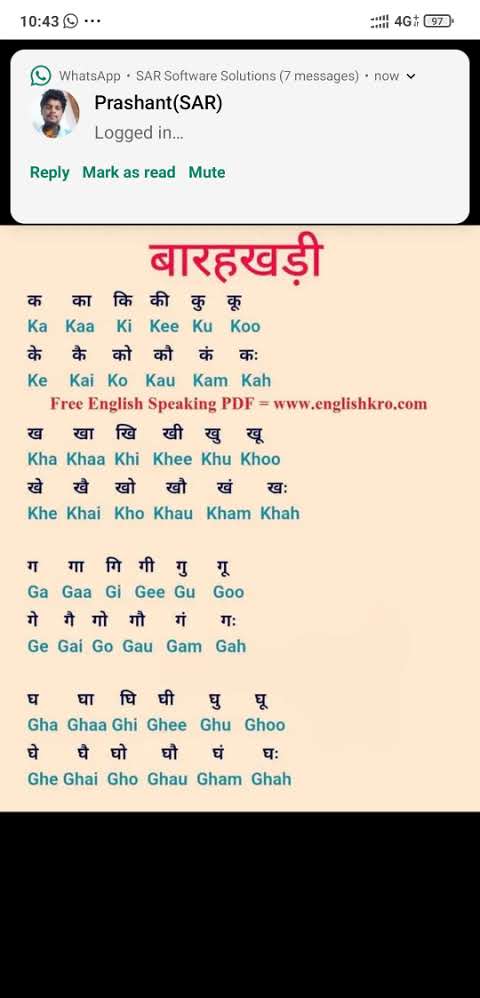 10:43 ... 4G+ 97
WhatsApp • SAR Software Solutions (7 messages) • now
Prashant(SAR)
Logged in...
Reply Mark as read Mute
बारहखड़ी
क का कि की कु कू
Ka Kaa Ki Kee Ku Koo
के कै को कौ कं कः
Ke Kai Ko Kau Kam Kah
Free English Speaking PDF = www.englishkro.com
ख खा खि खी खु खू
Kha Khaa Khi Khee Khu Khoo
खे खै खो खौ खं खः
Khe Khai Kho Khau Kham Khah
ग गा गि गी गु गू
Ga Gaa Gi Gee Gu Goo
गे गै गो गौ गं गः
Ge Gai Go Gau Gam Gah
घ घा घि घी घु घू
Gha Ghaa Ghi Ghee Ghu Ghoo
घे घै घो घौ घं घः
Ghe Ghai Gho Ghau Gham Ghah